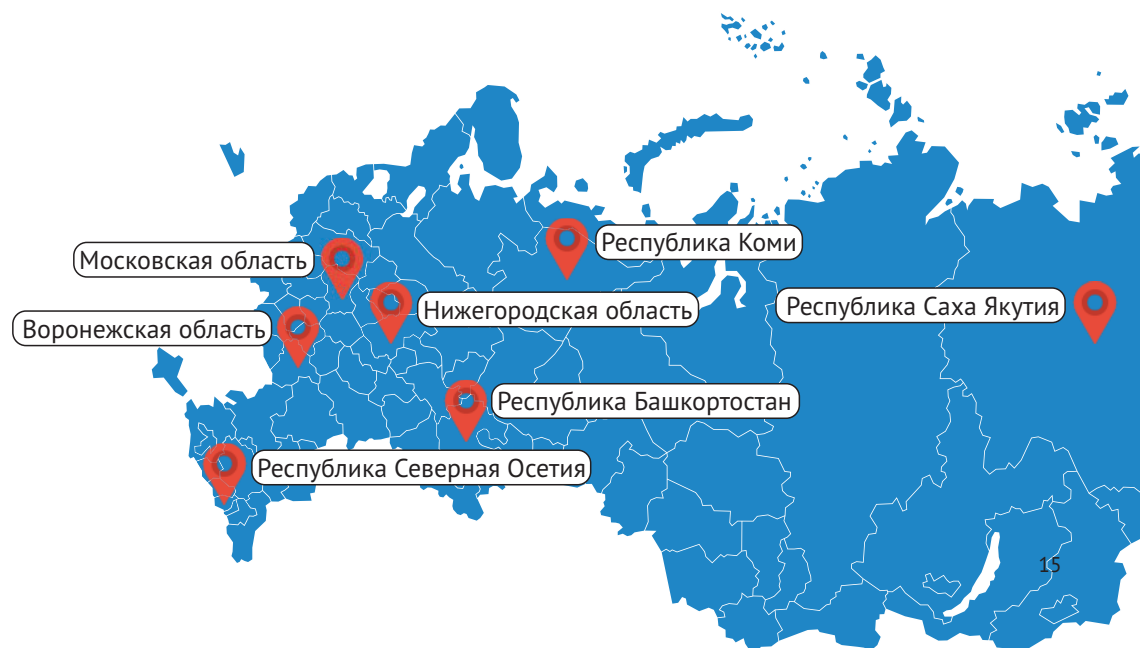 Республика Коми
Московская область
Республика Саха Якутия
Нижегородская область
Воронежская область
Республика Башкортостан
Республика Северная Осетия
15